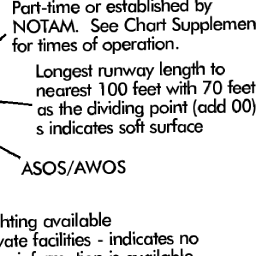 Part-time or established by
NOTAM. See Chart Supplemen
for times of operation.
Longest runway length to
nearest 100 feet with 70 feet
as the dividing point (add 00)
s indicates soft surface
ASOS/AWOS
hting available
vate facilities - indicates no